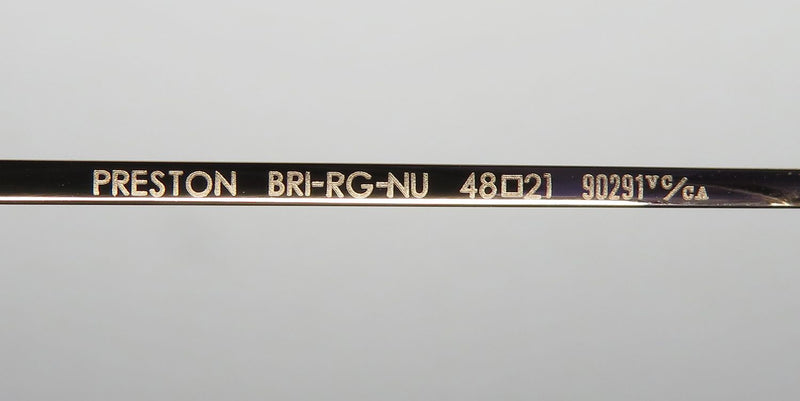 PRESTON BRI-RG-NU 48□21 90291VC/CA